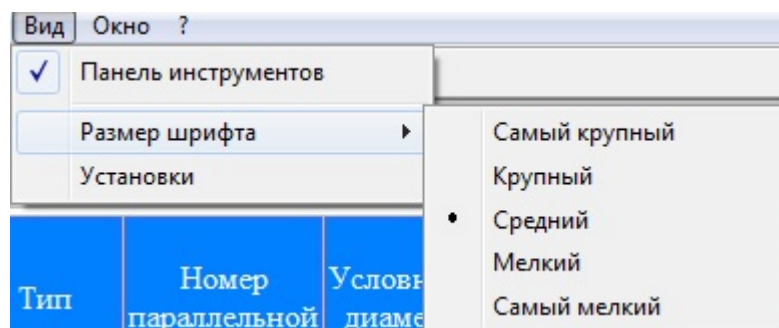 Вид Окно ?
Панель инструментов
Размер шрифта
Установки
Самый крупный
Крупный
Средний
Мелкий
Самый мелкий
Тип
Номер
параллельной